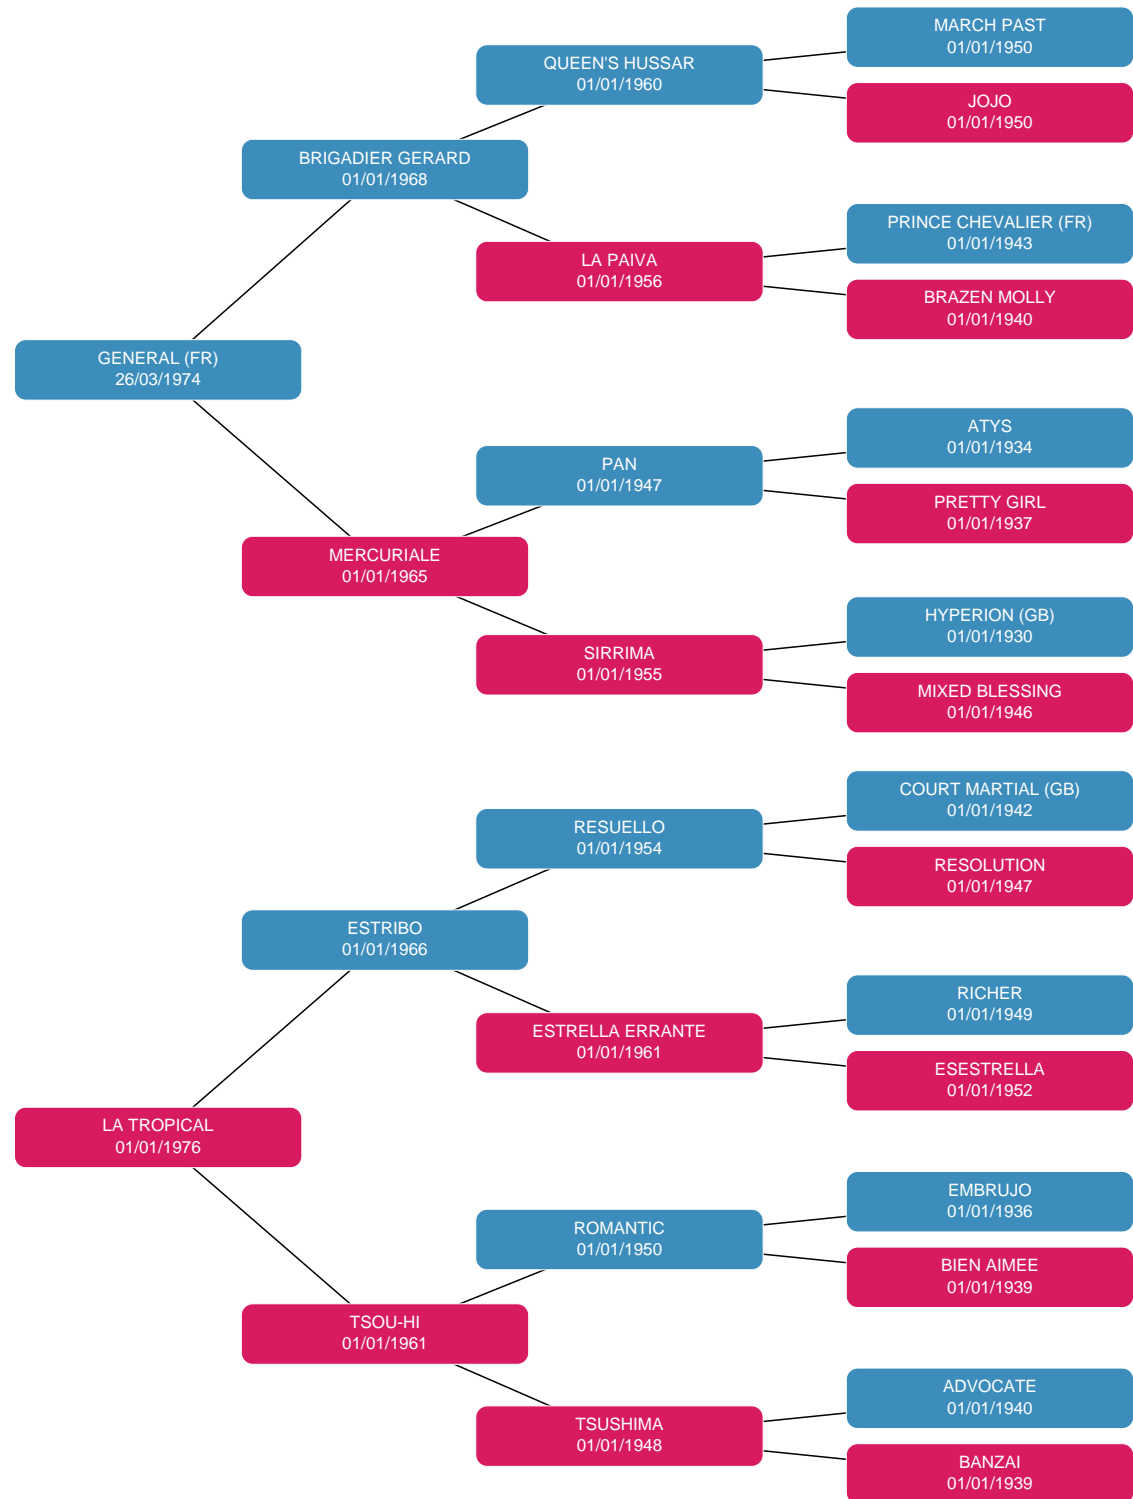 MARCH PAST
01/01/1950
QUEEN'S HUSSAR
01/01/1960
JOJO
01/01/1950
BRIGADIER GERARD
01/01/1968
PRINCE CHEVALIER (FR)
01/01/1943
LA PAIVA
01/01/1956
BRAZEN MOLLY
01/01/1940
GENERAL (FR)
26/03/1974
ATYS
01/01/1934
PAN
01/01/1947
PRETTY GIRL
01/01/1937
MERCURIALE
01/01/1965
HYPERION (GB)
01/01/1930
SIRRIMA
01/01/1955
MIXED BLESSING
01/01/1946
COURT MARTIAL (GB)
01/01/1942
RESUELLO
01/01/1954
RESOLUTION
01/01/1947
ESTRIBO
01/01/1966
RICHER
01/01/1949
ESTRELLA ERRANTE
01/01/1961
ESESTRELLA
01/01/1952
LA TROPICAL
01/01/1976
EMBRUJO
01/01/1936
ROMANTIC
01/01/1950
BIEN AIMEE
01/01/1939
TSOU-HI
01/01/1961
ADVOCATE
01/01/1940
TSUSHIMA
01/01/1948
BANZAI
01/01/1939